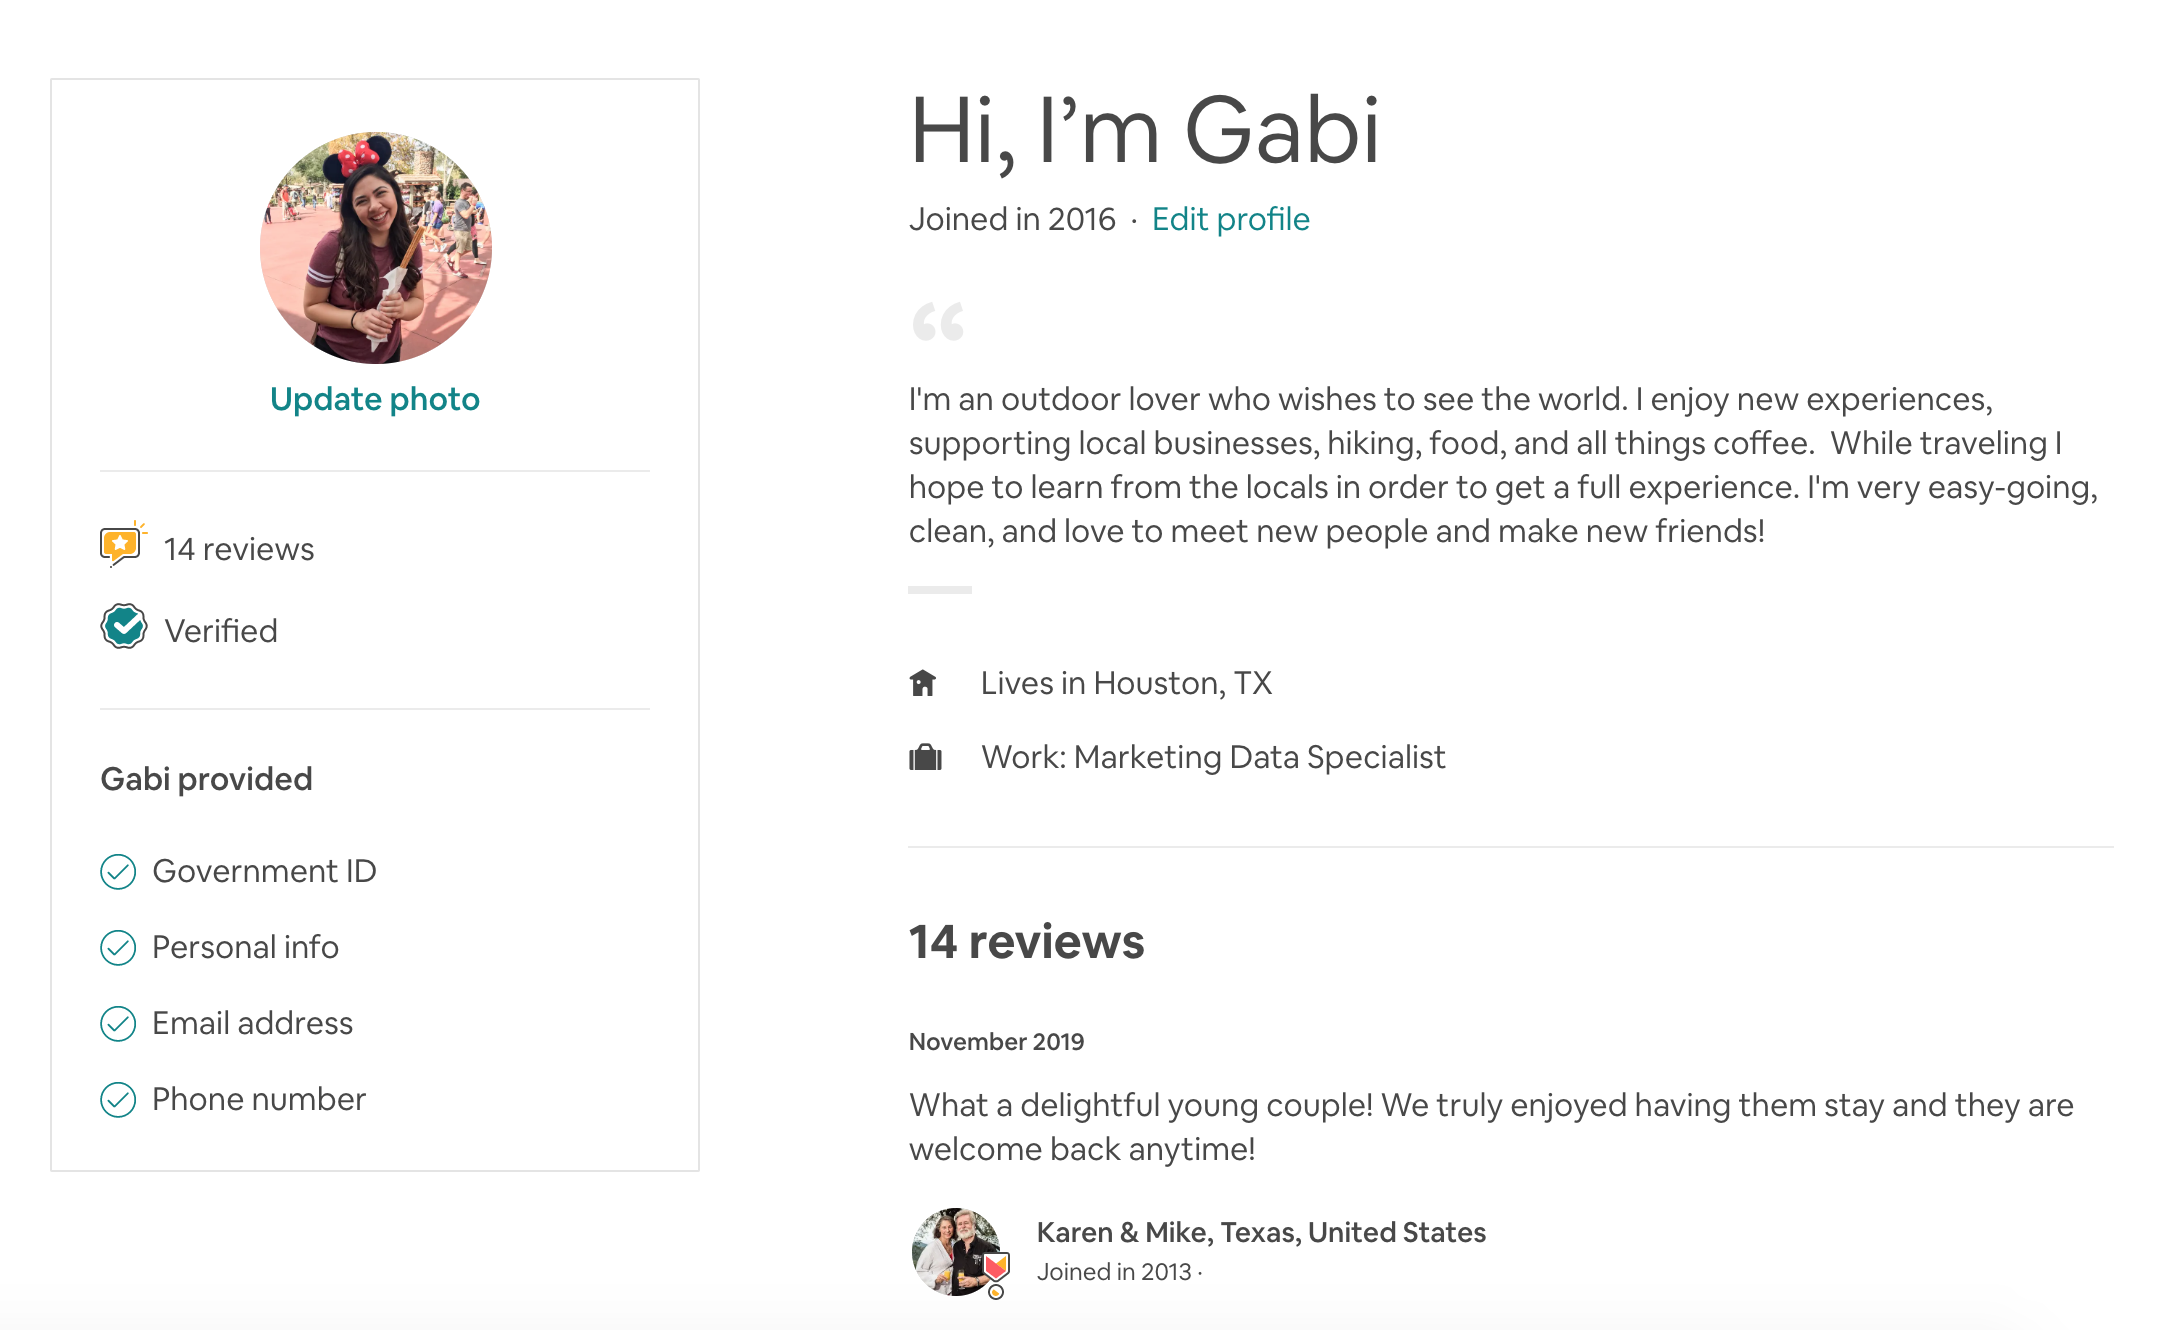 Update photo
14 reviews
Verified
Gabi provided
Government ID
Personal info
Email address
Phone number
Hi, I’m Gabi
Joined in 2016 · Edit profile
“
I'm an outdoor lover who wishes to see the world. I enjoy new experiences,
supporting local businesses, hiking, food, and all things coffee.  While traveling I
hope to learn from the locals in order to get a full experience. I'm very easy-going,
clean, and love to meet new people and make new friends!
Lives in Houston, TX
Work: Marketing Data Specialist
14 reviews
November 2019
What a delightful young couple! We truly enjoyed having them stay and they are
welcome back anytime!
Karen & Mike, Texas, United States
Joined in 2013 ·